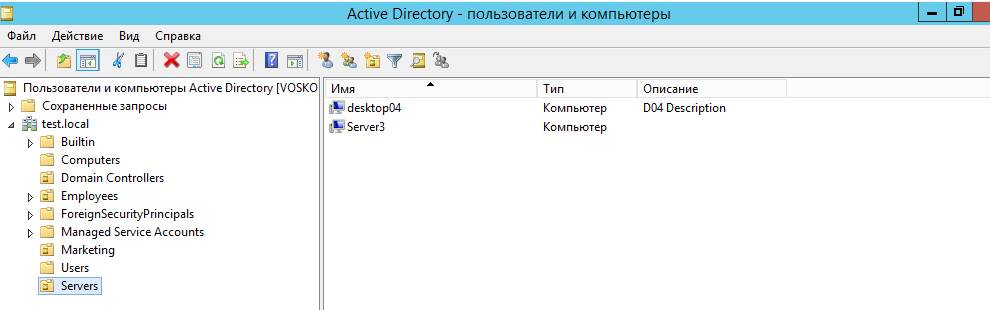 Active Directory - пользователи и компьютеры
Файл Действие Вид Справка
Пользователи и компьютеры Active Directory [VOSKO
Сохраненные запросы
test.local
Builtin
Computers
Domain Controllers
Employees
ForeignSecurityPrincipals
Managed Service Accounts
Marketing
Users
Servers
Имя Тип Описание
desktop04 Компьютер D04 Description
Server3 Компьютер